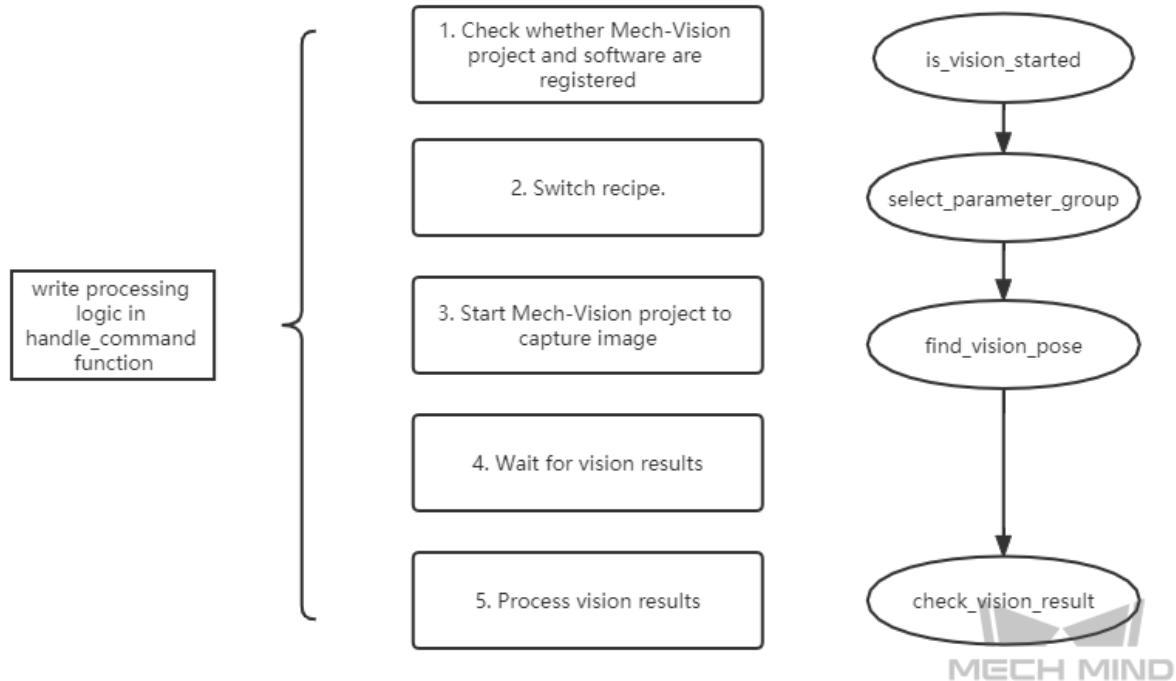 write processing
logic in
handle_command
function
1. Check whether Mech-Vision
project and software are
registered
2. Switch recipe.
3. Start Mech-Vision project to
capture image
4. Wait for vision results
5. Process vision results
is_vision_started
select_parameter_group
find_vision_pose
check_vision_result
MECH MIND